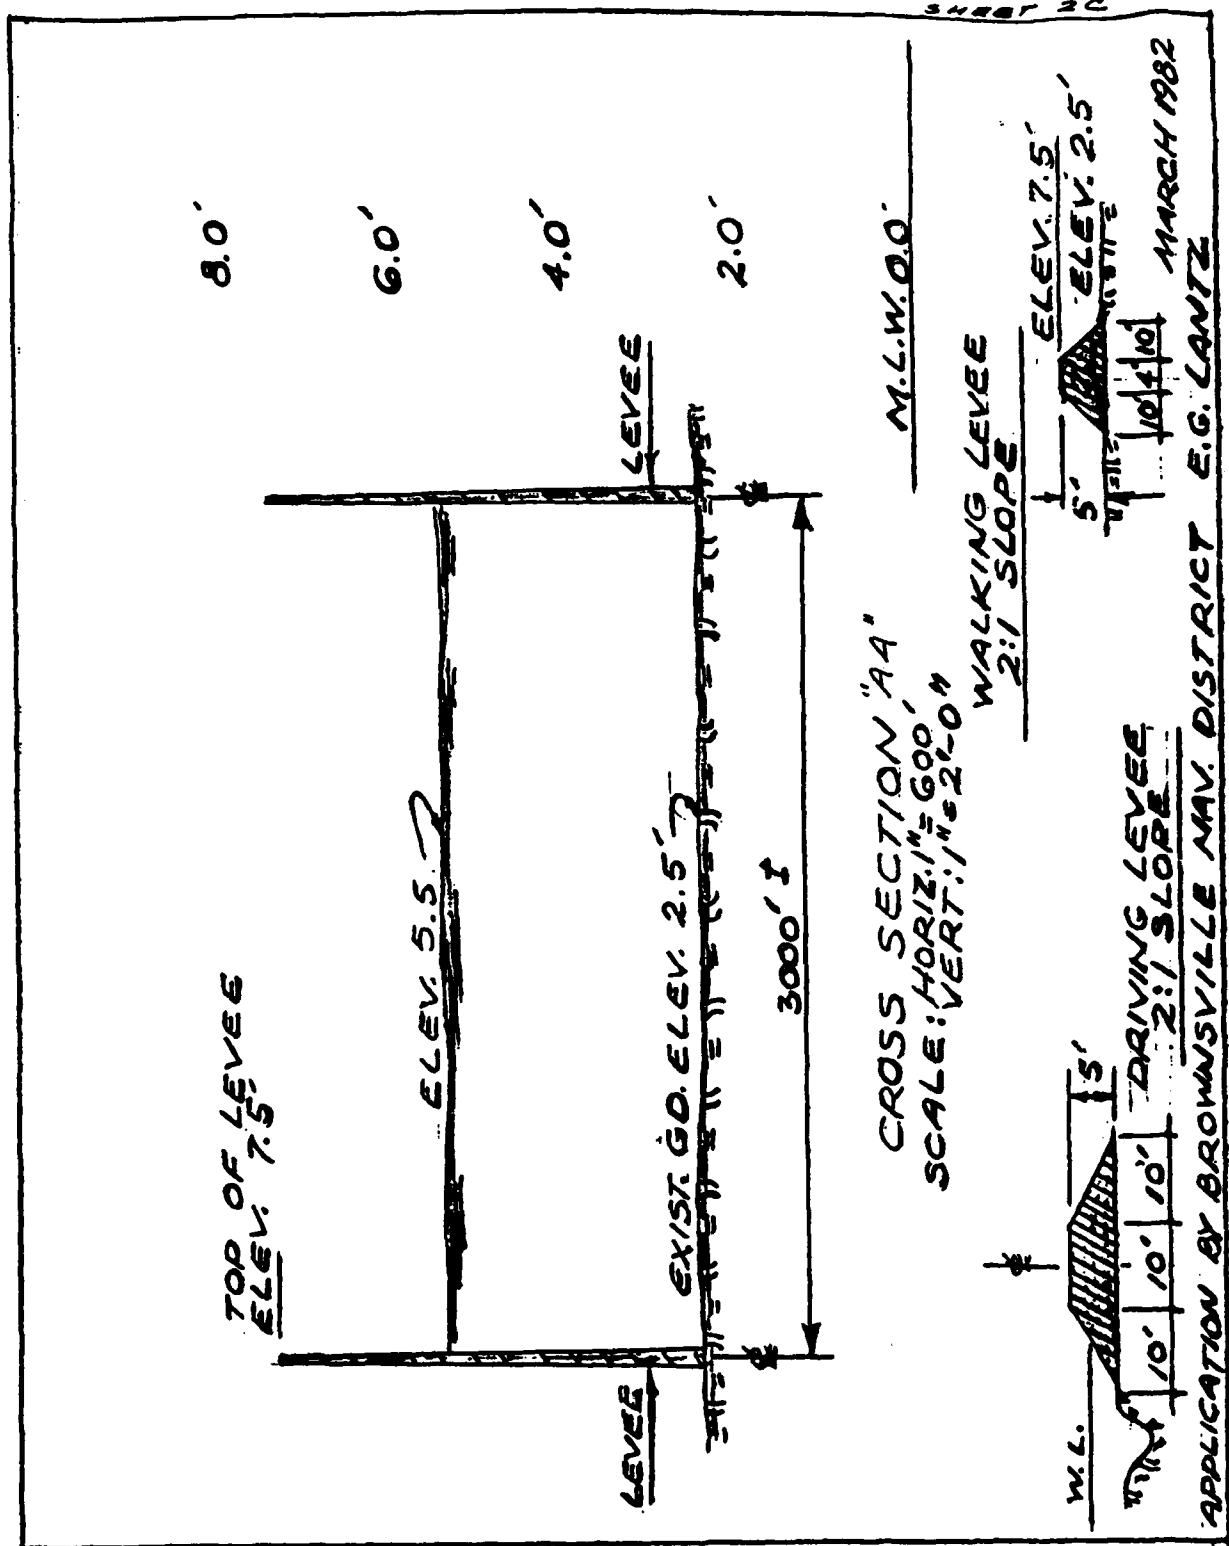 SHEET 2C
8.0'
6.0'
4.0'
2.0'
M.L.W. 0.0'
TOP OF LEVEE
ELEV. 7.5'
ELEV. 5.5
EXIST. GD. ELEV. 2.5'
LEVEE
LEVEE
3000' ±
CROSS SECTION "AA"
SCALE: HORIZ. 1" = 600'
VERT: 1" = 2'-0"
WALKING LEVEE
2:1 SLOPE
ELEV. 7.5'
ELEV. 2.5'
5'
10' 4' 10'
W.L.
5'
10' 10' 10'
DRIVING LEVEE
2:1 SLOPE
MARCH 1982
APPLICATION BY BROWNSVILLE NAV. DISTRICT E.G. LANTZ